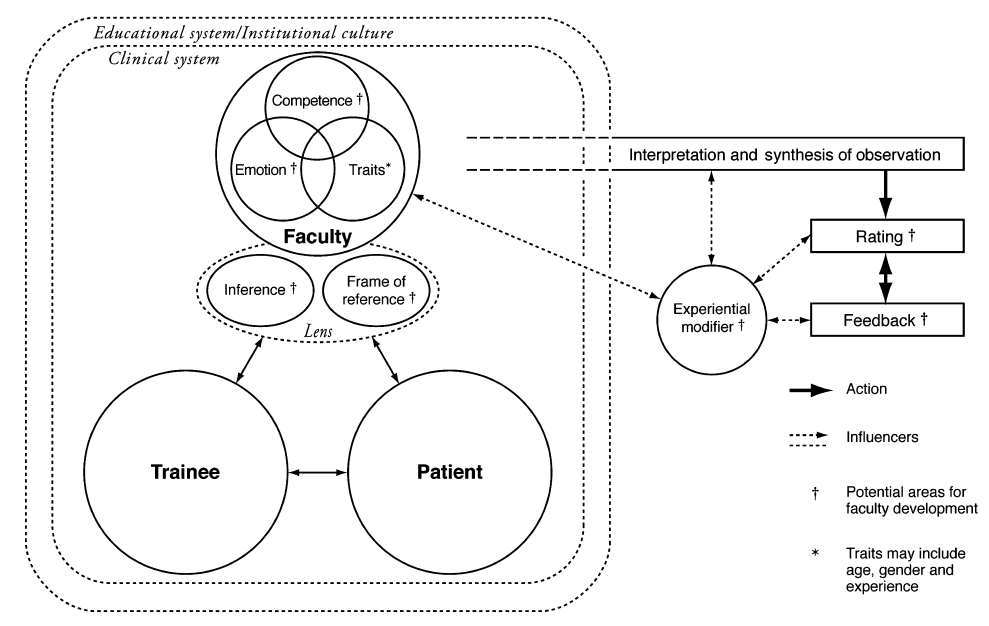 Educational system/Institutional culture
Clinical system
Competence †
Emotion †
Traits*
Faculty
Inference †
Frame of
reference †
Lens
Trainee
Patient
Interpretation and synthesis of observation
Rating †
Experiential
modifier †
Feedback †
Action
Influencers
† Potential areas for
faculty development
* Traits may include
age, gender and
experience